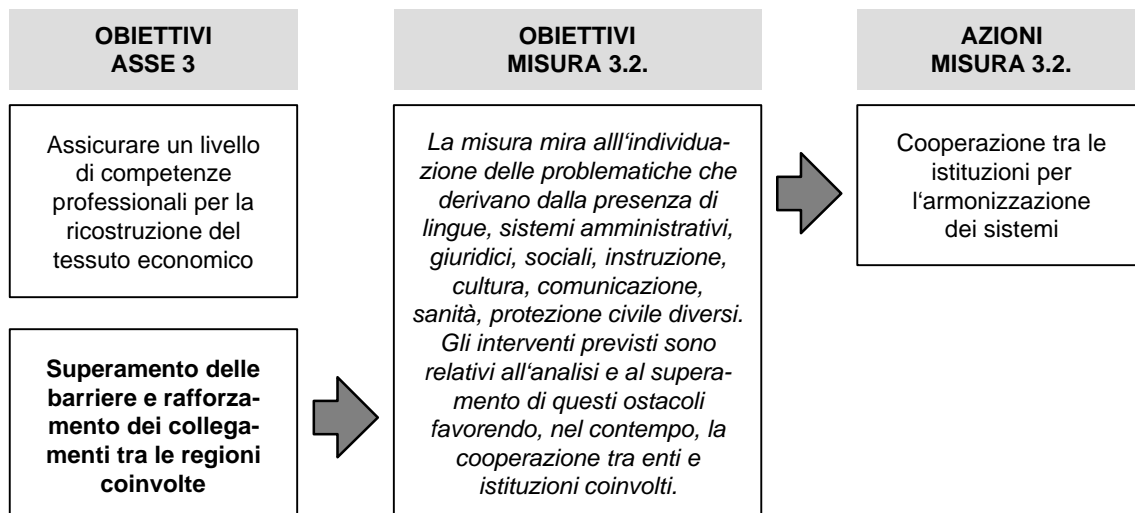 OBIETTIVI
ASSE 3
Assicurare un livello
di competenze
professionali per la
ricostruzione del
tessuto economico
Superamento delle
barriere e rafforza-
mento dei collega-
menti tra le regioni
coinvolte
OBIETTIVI
MISURA 3.2.
La misura mira alll‘individua-
zione delle problematiche che
derivano dalla presenza di
lingue, sistemi amministrativi,
giuridici, sociali, instruzione,
cultura, comunicazione,
sanità, protezione civile diversi.
Gli interventi previsti sono
relativi all‘analisi e al supera-
mento di questi ostacoli
favorendo, nel contempo, la
cooperazione tra enti e
istituzioni coinvolti.
AZIONI
MISURA 3.2.
Cooperazione tra le
istituzioni per
l‘armonizzazione
dei sistemi